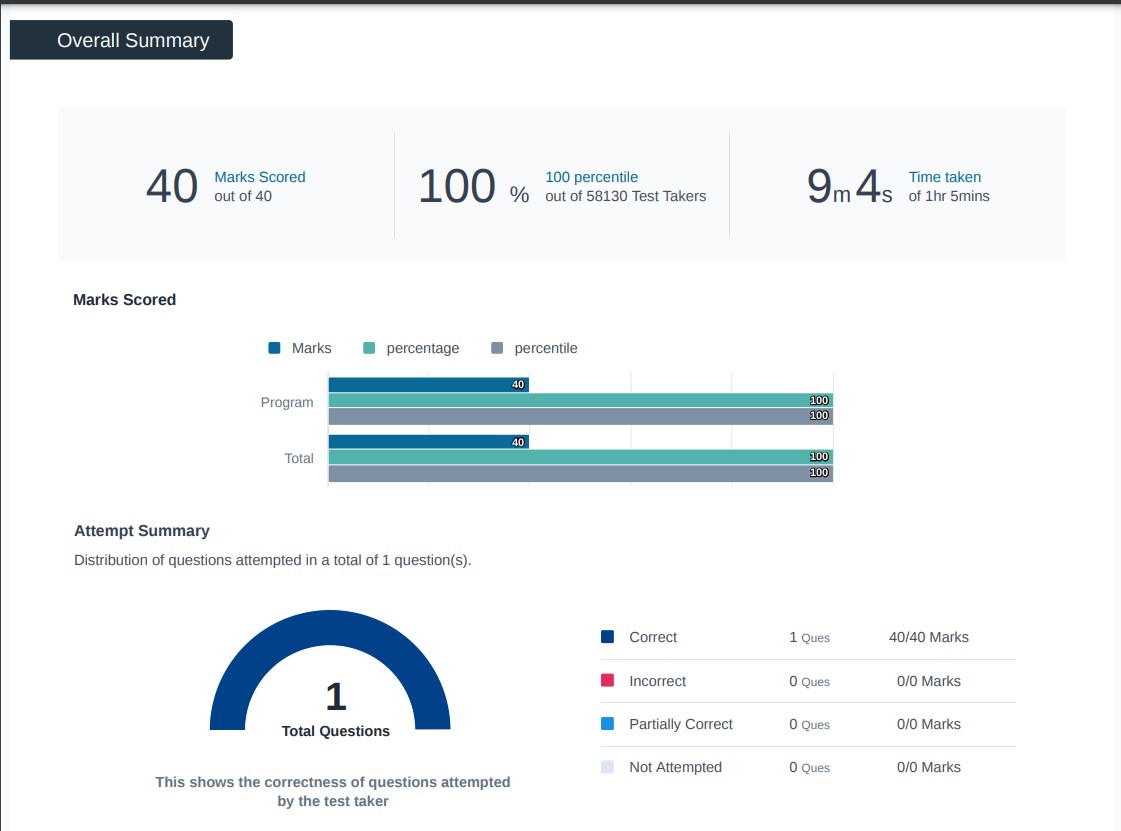 Overall Summary
40 Marks Scored
out of 40
100 % 100 percentile
out of 58130 Test Takers
9m 4s Time taken
of 1hr 5mins
Marks Scored
Marks percentage percentile
Program
40
100
100
Total
40
100
100
Attempt Summary
Distribution of questions attempted in a total of 1 question(s).
1
Total Questions
This shows the correctness of questions attempted
by the test taker
Correct 1 Ques 40/40 Marks
Incorrect 0 Ques 0/0 Marks
Partially Correct 0 Ques 0/0 Marks
Not Attempted 0 Ques 0/0 Marks